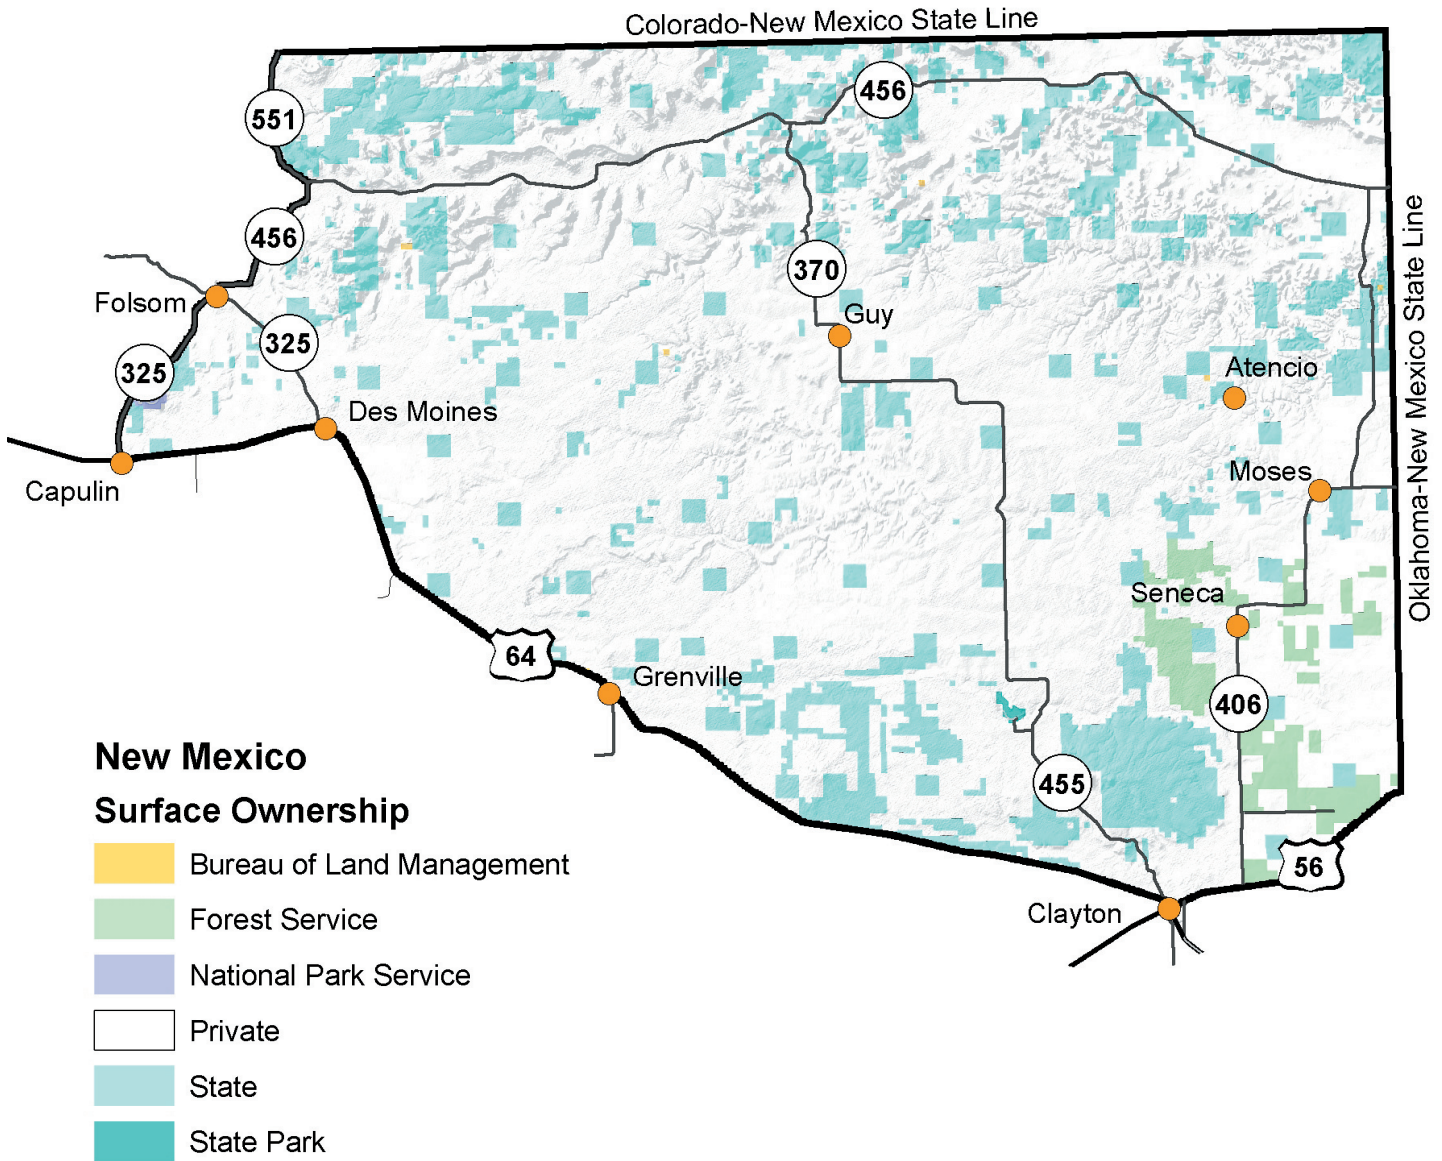 Colorado-New Mexico State Line
456
551
456
370
Folsom
Guy
325
325
Atencio
Des Moines
Moses
Capulin
Seneca
Oklahoma-New Mexico State Line
64
Grenville
406
New Mexico
455
Surface Ownership
Bureau of Land Management
56
Forest Service
Clayton
National Park Service
Private
State
State Park